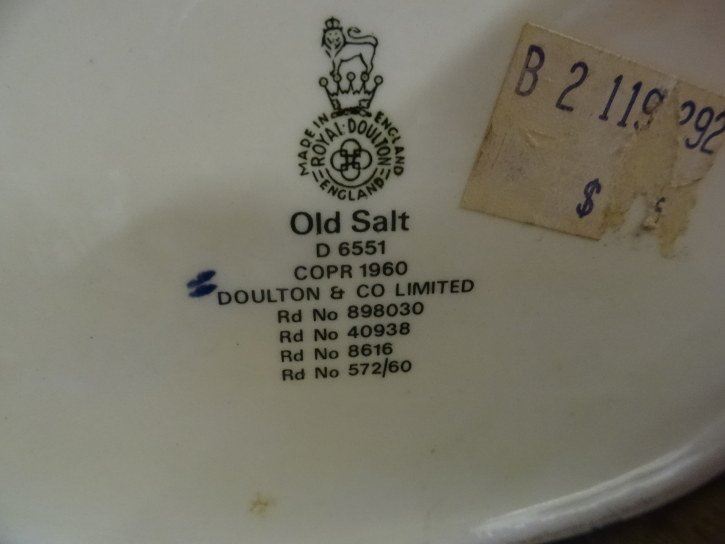 MADE IN ENGLAND
ROYAL·DOULTON
ENGLAND
Old Salt
D 6551
COPR 1960
DOULTON & CO LIMITED
Rd No 898030
Rd No 40938
Rd No 8616
Rd No 572/60
B 2 119 292
$